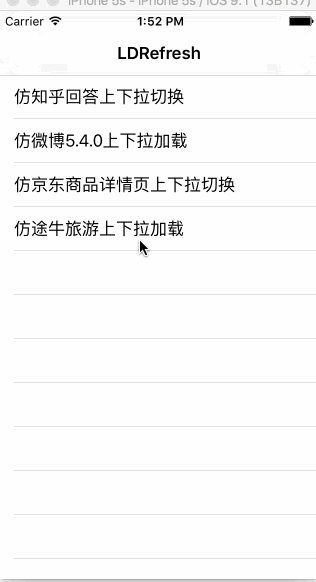 iPhone 5s - iPhone 5s / iOS 9.1 (13B137)
Carrier 1:52 PM
LDRefresh
仿知乎回答上下拉切换
仿微博5.4.0上下拉加载
仿京东商品详情页上下拉切换
仿途牛旅游上下拉加载